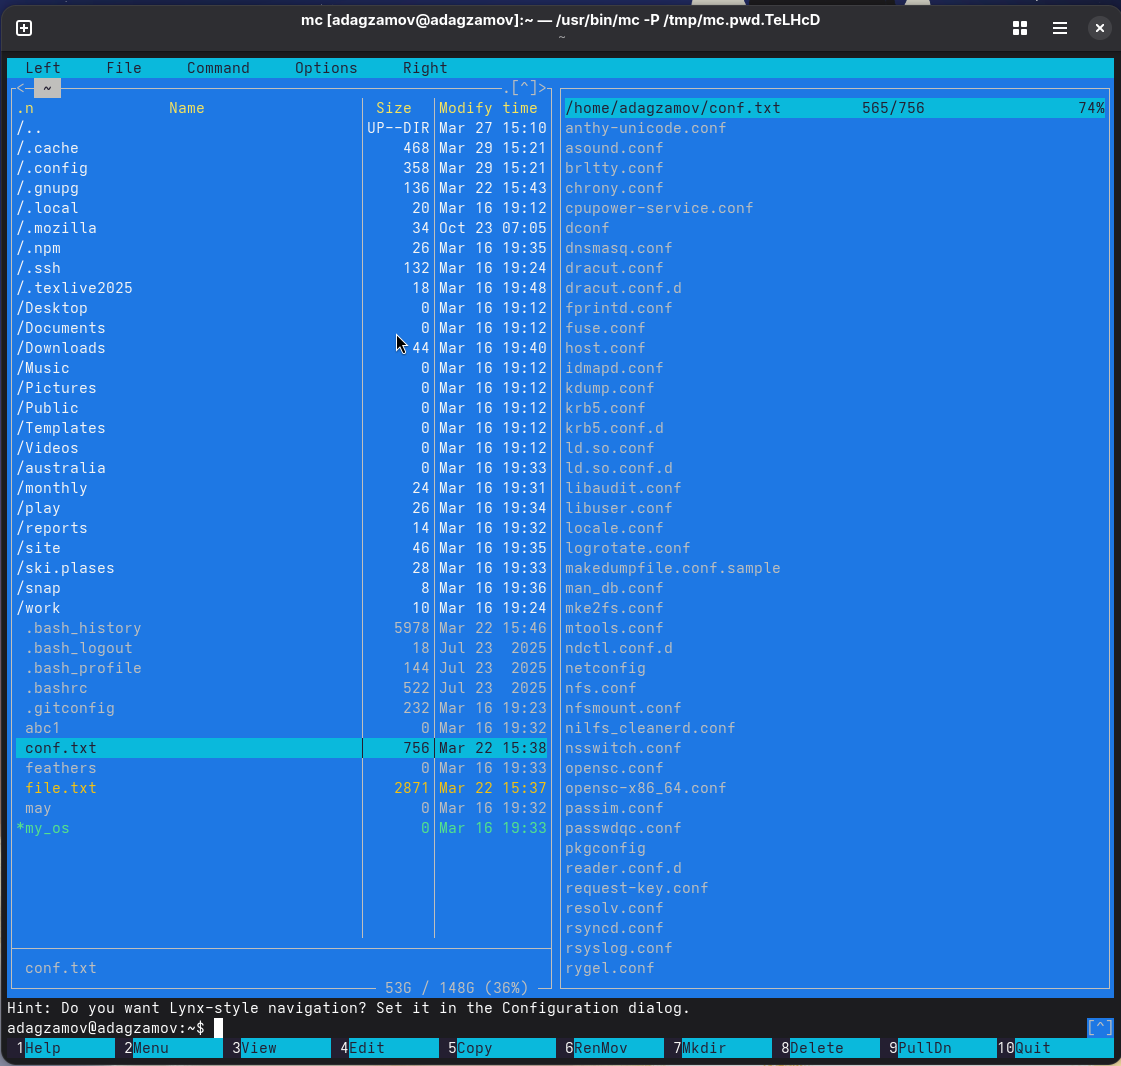 mc [adagzamov@adagzamov]:~ — /usr/bin/mc -P /tmp/mc.pwd.TeLHcD
~
Left File Command Options Right
<─ ~ ─.[^]>
.n Name Size Modify time
/.. UP--DIR Mar 27 15:10
/.cache 468 Mar 29 15:21
/.config 358 Mar 29 15:21
/.gnupg 136 Mar 22 15:43
/.local 20 Mar 16 19:12
/.mozilla 34 Oct 23 07:05
/.npm 26 Mar 16 19:35
/.ssh 132 Mar 16 19:24
/.texlive2025 18 Mar 16 19:48
/Desktop 0 Mar 16 19:12
/Documents 0 Mar 16 19:12
/Downloads 44 Mar 16 19:40
/Music 0 Mar 16 19:12
/Pictures 0 Mar 16 19:12
/Public 0 Mar 16 19:12
/Templates 0 Mar 16 19:12
/Videos 0 Mar 16 19:12
/australia 0 Mar 16 19:33
/monthly 24 Mar 16 19:31
/play 26 Mar 16 19:34
/reports 14 Mar 16 19:32
/site 46 Mar 16 19:35
/ski.plases 28 Mar 16 19:33
/snap 8 Mar 16 19:36
/work 10 Mar 16 19:24
.bash_history 5978 Mar 22 15:46
.bash_logout 18 Jul 23 2025
.bash_profile 144 Jul 23 2025
.bashrc 522 Jul 23 2025
.gitconfig 232 Mar 16 19:23
abc1 0 Mar 16 19:32
conf.txt 756 Mar 22 15:38
feathers 0 Mar 16 19:33
file.txt 2871 Mar 22 15:37
may 0 Mar 16 19:32
*my_os 0 Mar 16 19:33
conf.txt
53G / 148G (36%)
/home/adagzamov/conf.txt 565/756 74%
anthy-unicode.conf
asound.conf
brltty.conf
chrony.conf
cpupower-service.conf
dconf
dnsmasq.conf
dracut.conf
dracut.conf.d
fprintd.conf
fuse.conf
host.conf
idmapd.conf
kdump.conf
krb5.conf
krb5.conf.d
ld.so.conf
ld.so.conf.d
libaudit.conf
libuser.conf
locale.conf
logrotate.conf
makedumpfile.conf.sample
man_db.conf
mke2fs.conf
mtools.conf
ndctl.conf.d
netconfig
nfs.conf
nfsmount.conf
nilfs_cleanerd.conf
nsswitch.conf
opensc.conf
opensc-x86_64.conf
passim.conf
passwdqc.conf
pkgconfig
reader.conf.d
request-key.conf
resolv.conf
rsyncd.conf
rsyslog.conf
rygel.conf
Hint: Do you want Lynx-style navigation? Set it in the Configuration dialog.
adagzamov@adagzamov:~$ [^]
1Help 2Menu 3View 4Edit 5Copy 6RenMov 7Mkdir 8Delete 9PullDn 10Quit